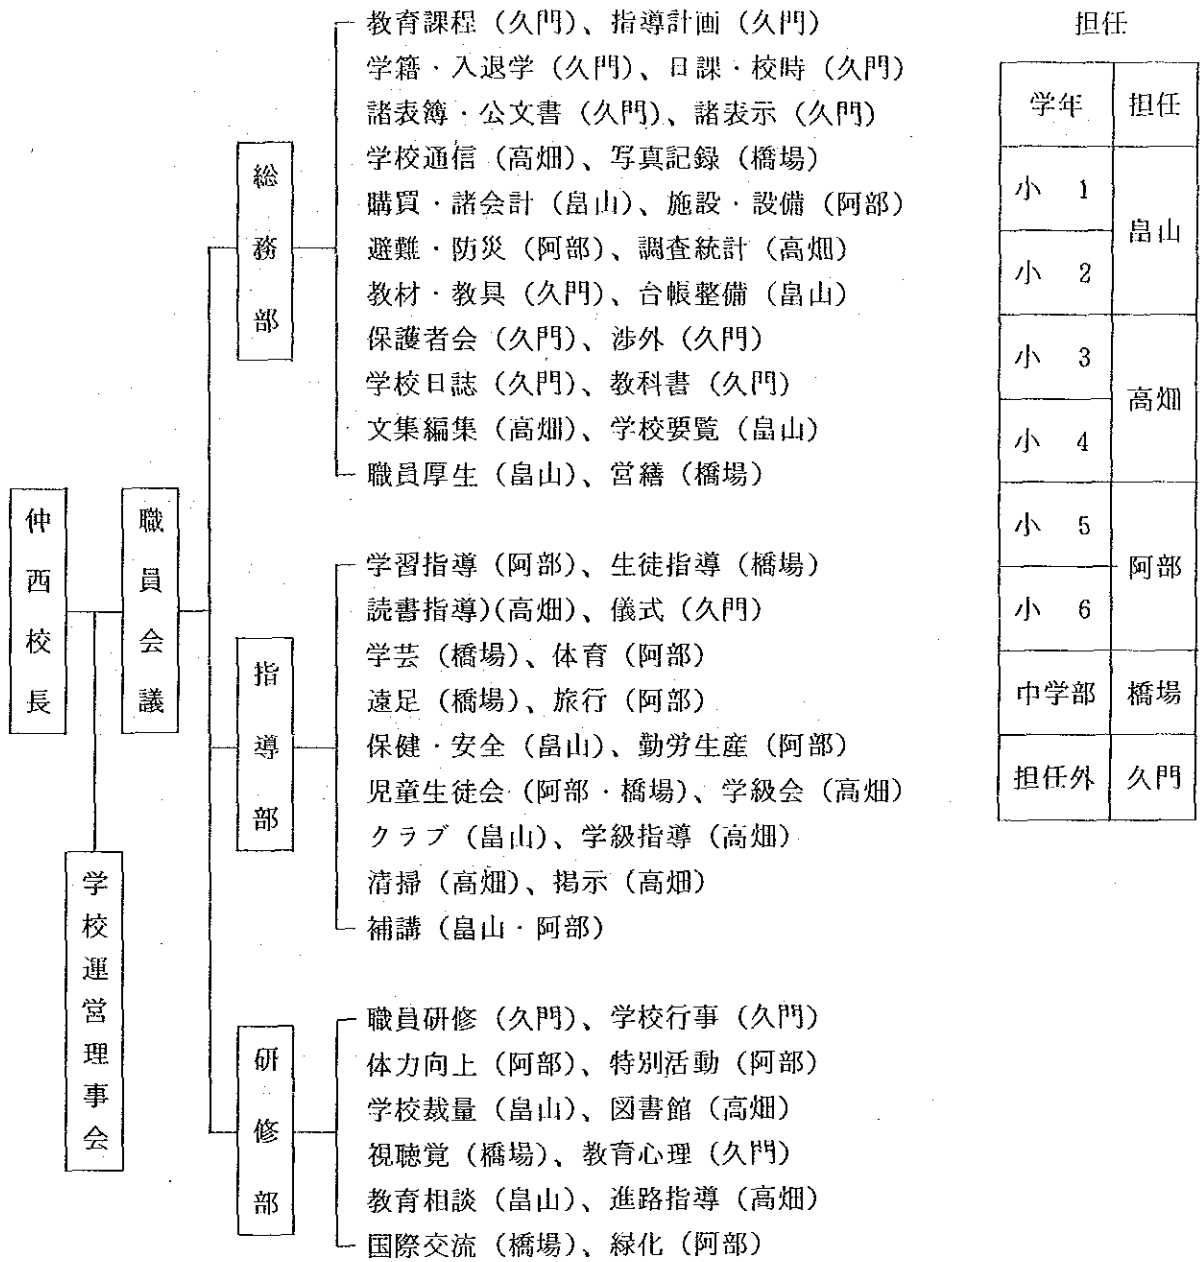 仲西校長
学校運営理事会
職員会議
総務部
教育課程（久門）、指導計画（久門）
学籍・入退学（久門）、日課・校時（久門）
諸表簿・公文書（久門）、諸表示（久門）
学校通信（高畑）、写真記録（橋場）
購買・諸会計（畠山）、施設・設備（阿部）
避難・防災（阿部）、調査統計（高畑）
教材・教具（久門）、台帳整備（畠山）
保護者会（久門）、渉外（久門）
学校日誌（久門）、教科書（久門）
文集編集（高畑）、学校要覧（畠山）
職員厚生（畠山）、営繕（橋場）
指導部
学習指導（阿部）、生徒指導（橋場）
読書指導）（高畑）、儀式（久門）
学芸（橋場）、体育（阿部）
遠足（橋場）、旅行（阿部）
保健・安全（畠山）、勤労生産（阿部）
児童生徒会（阿部・橋場）、学級会（高畑）
クラブ（畠山）、学級指導（高畑）
清掃（高畑）、掲示（高畑）
補講（畠山・阿部）
研修部
職員研修（久門）、学校行事（久門）
体力向上（阿部）、特別活動（阿部）
学校裁量（畠山）、図書館（高畑）
視聴覚（橋場）、教育心理（久門）
教育相談（畠山）、進路指導（高畑）
国際交流（橋場）、緑化（阿部）
担任
学年 担任
小 1
畠山
小 2
小 3
高畑
小 4
小 5
阿部
小 6
中学部 橋場
担任外 久門